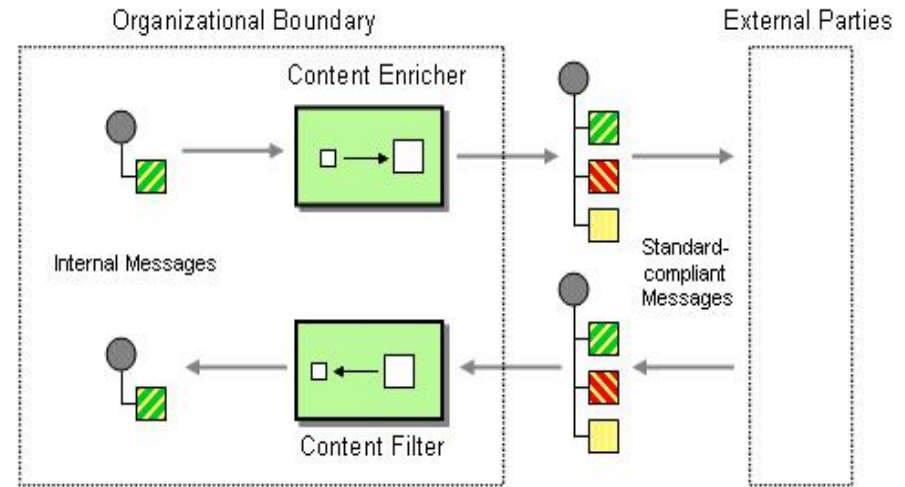 Organizational Boundary
External Parties
Content Enricher
Internal Messages
Standard-
compliant
Messages
Content Filter